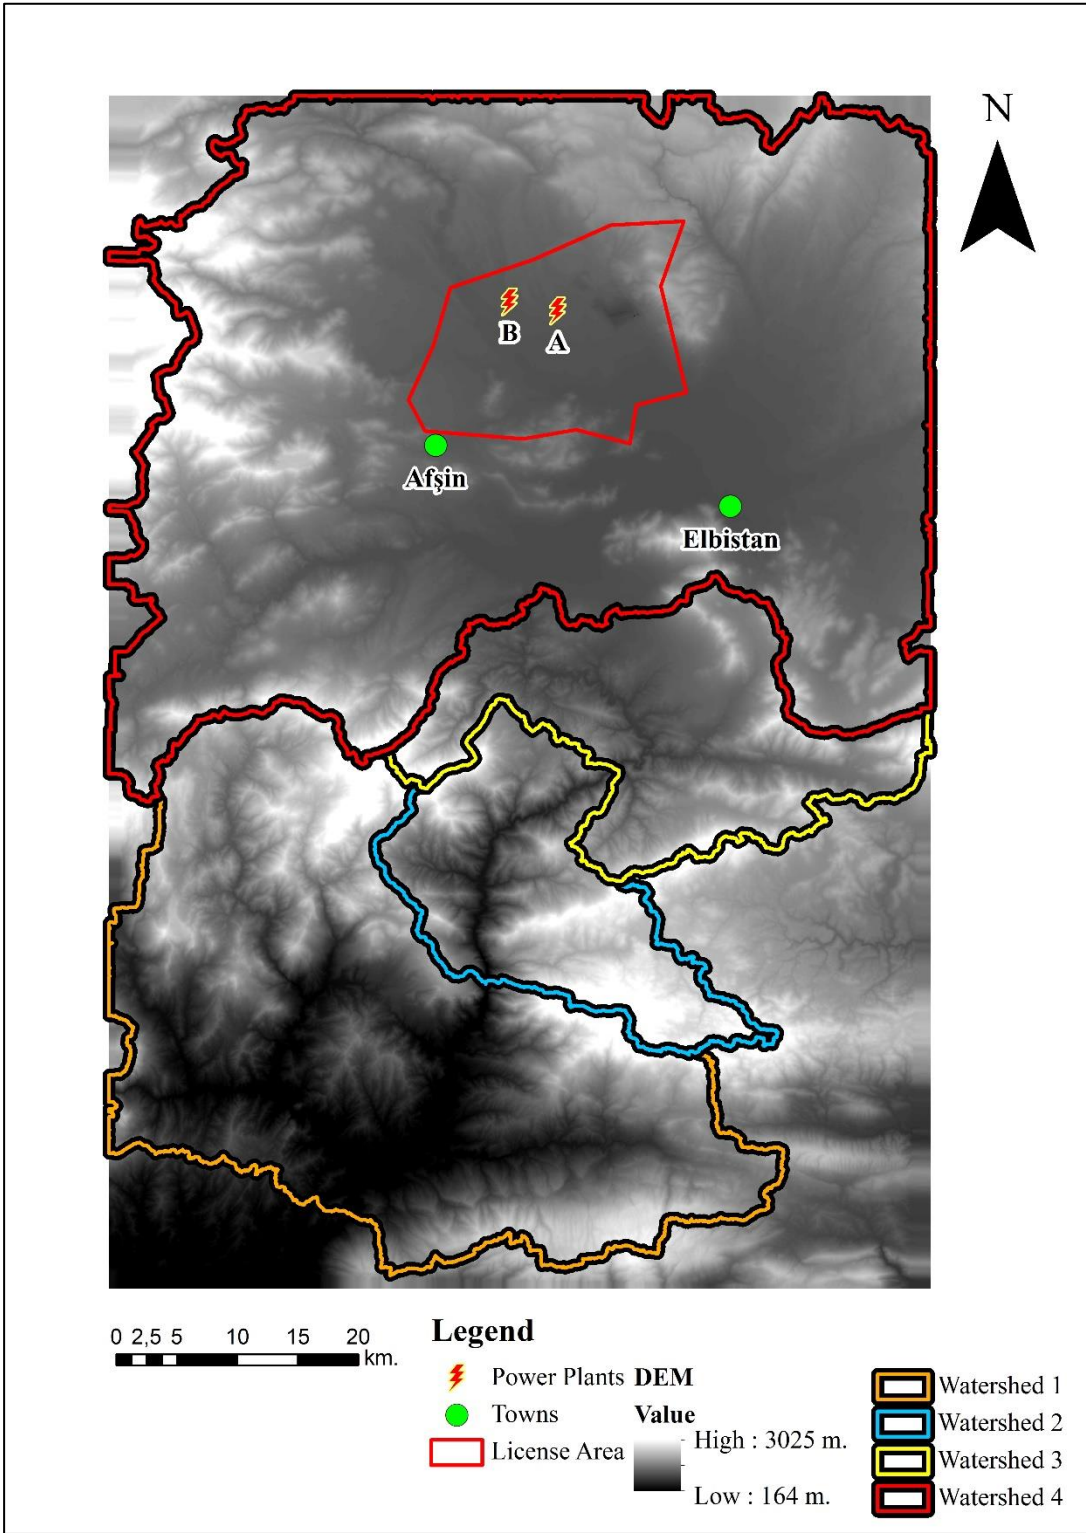 N
B
A
Afşin
Elbistan
0 2,5 5 10 15 20
km.
Legend
Power Plants
Towns
License Area
DEM
Value
High : 3025 m.
Low : 164 m.
Watershed 1
Watershed 2
Watershed 3
Watershed 4